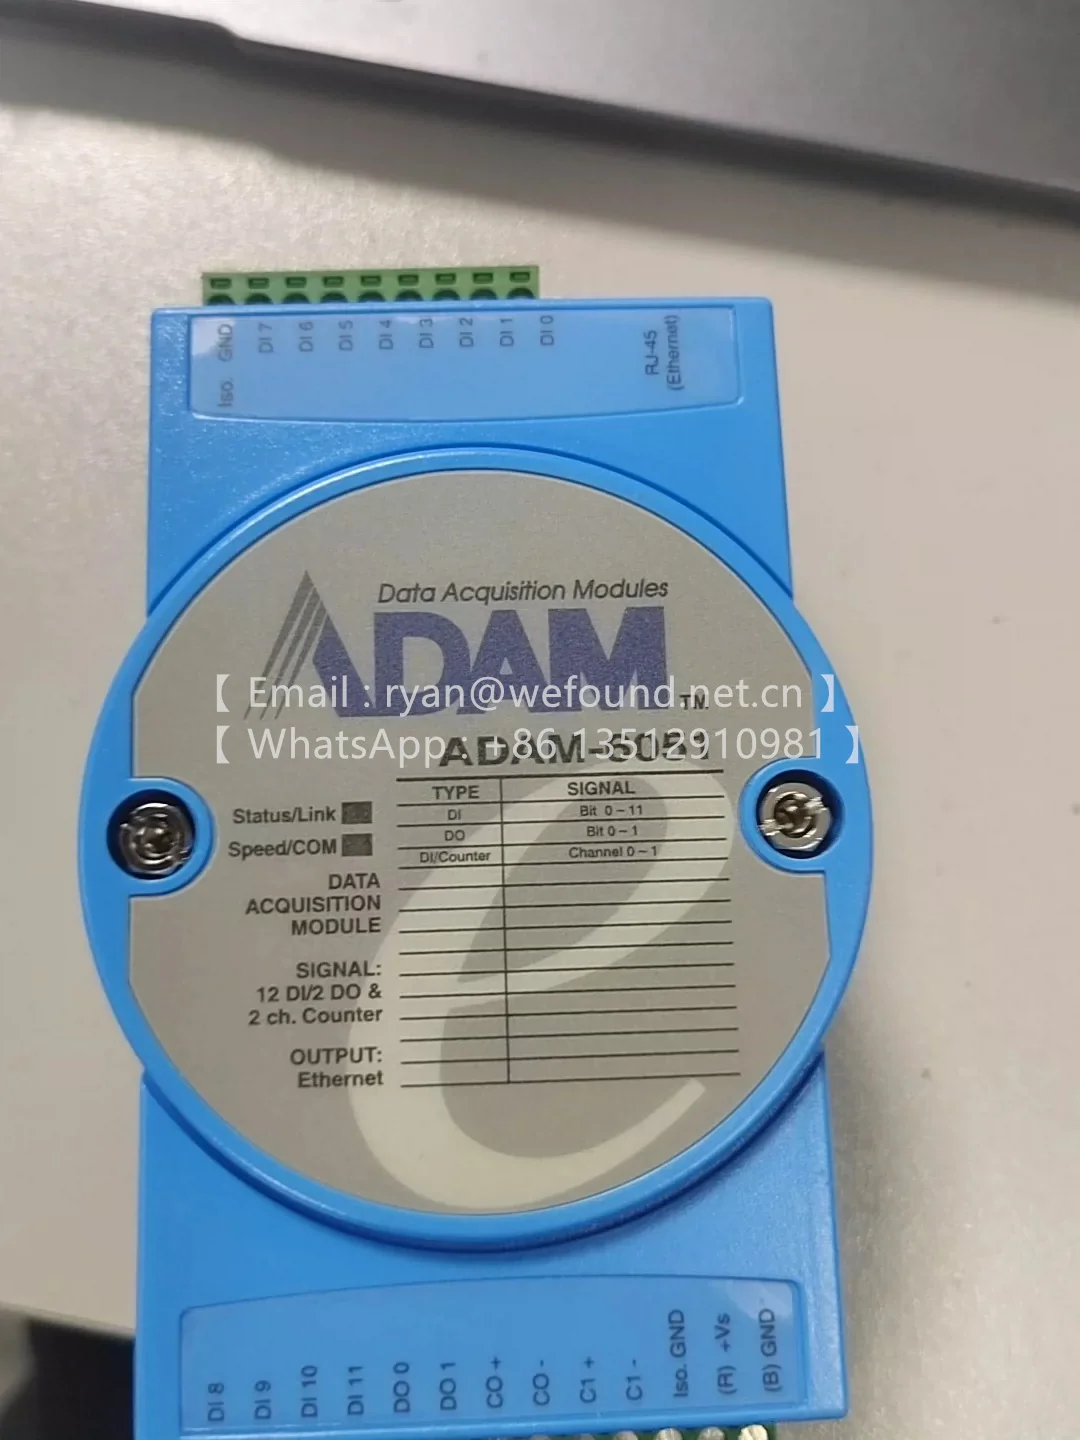 Iso. GND
DI 7
DI 6
DI 5
DI 4
DI 3
DI 2
DI 1
DI 0
RJ-45
(Ethernet)
Data Acquisition Modules
ADAM
TM
【 Email : ryan@wefound.net.cn 】
【 WhatsApp : +86 13512910981 】
TYPE SIGNAL
DI Bit 0~11
DO Bit 0~1
DI/Counter Channel 0~1
Status/Link
Speed/COM
DATA
ACQUISITION
MODULE
SIGNAL:
12 DI/2 DO &
2 ch. Counter
OUTPUT:
Ethernet
DI 8
DI 9
DI 10
DI 11
DO 0
DO 1
CO +
CO -
C1 +
C1 -
Iso. GND
(R) +Vs
(B) GND